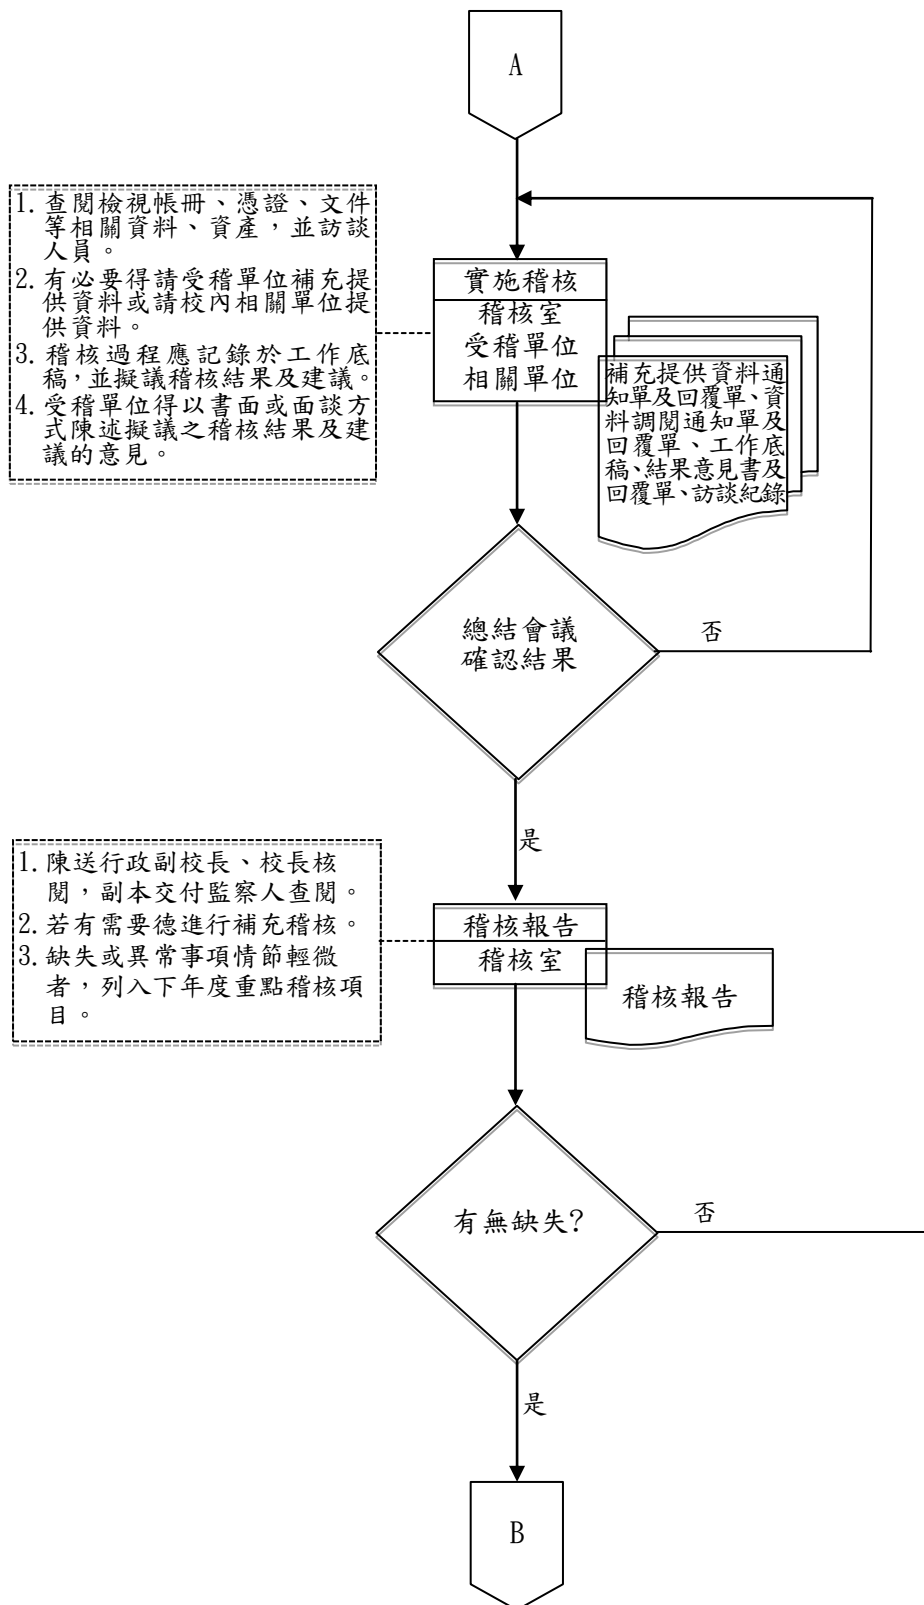 A
1. 查閱檢視帳冊、憑證、文件
等相關資料、資產，並訪談
人員。
2. 有必要得請受稽單位補充提
供資料或請校內相關單位提
供資料。
3. 稽核過程應記錄於工作底
稿，並擬議稽核結果及建議。
4. 受稽單位得以書面或面談方
式陳述擬議之稽核結果及建
議的意見。
實施稽核
稽核室
受稽單位
相關單位
補充提供資料通
知單及回覆單、資
料調閱通知單及
回覆單、工作底
稿、結果意見書及
回覆單、訪談紀錄
總結會議
確認結果
否
是
1. 陳送行政副校長、校長核
閱，副本交付監察人查閱。
2. 若有需要德進行補充稽核。
3. 缺失或異常事項情節輕微
者，列入下年度重點稽核項
目。
稽核報告
稽核室
稽核報告
有無缺失?
否
是
B